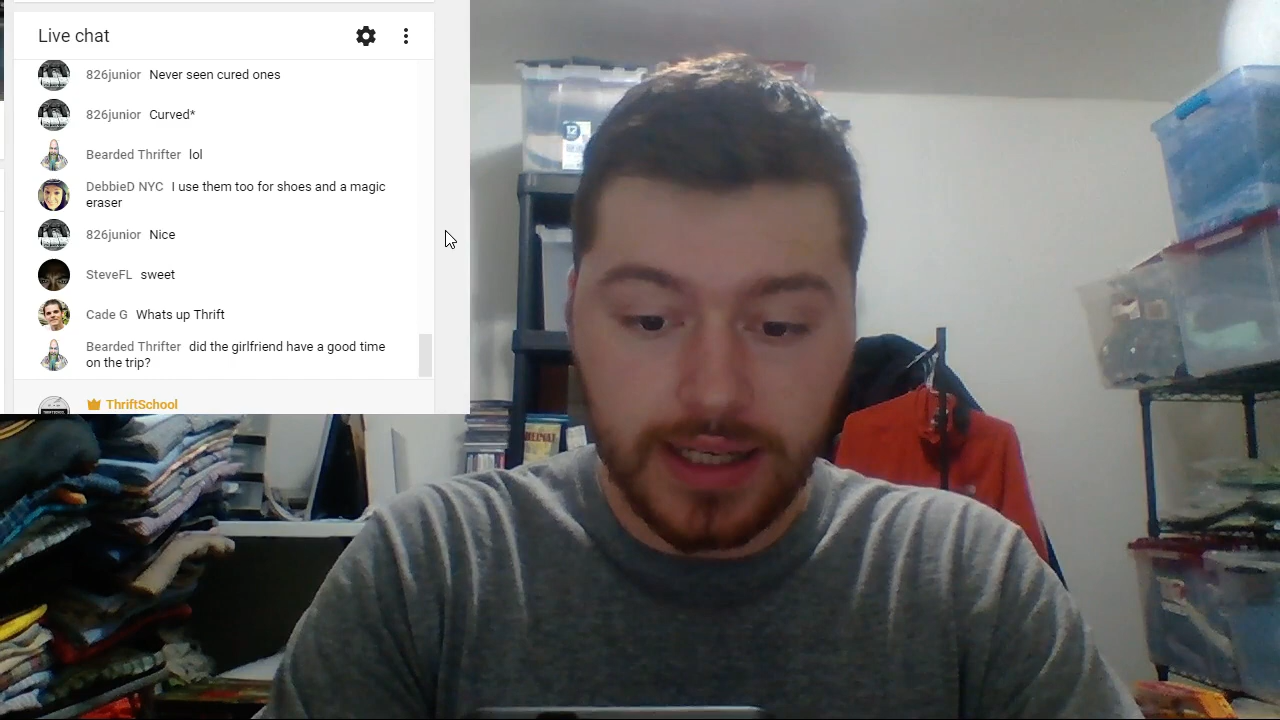 Live chat
826junior Never seen cured ones
826junior Curved*
Bearded Thrifter lol
DebbieD NYC I use them too for shoes and a magic
eraser
826junior Nice
SteveFL sweet
Cade G Whats up Thrift
Bearded Thrifter did the girlfriend have a good time
on the trip?
ThriftSchool
12